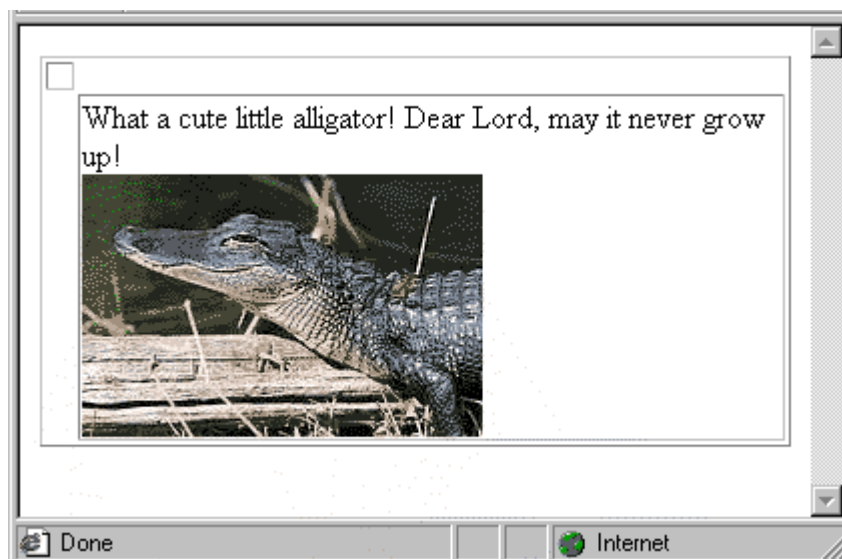 What a cute little alligator! Dear Lord, may it never grow
up!
Done
Internet